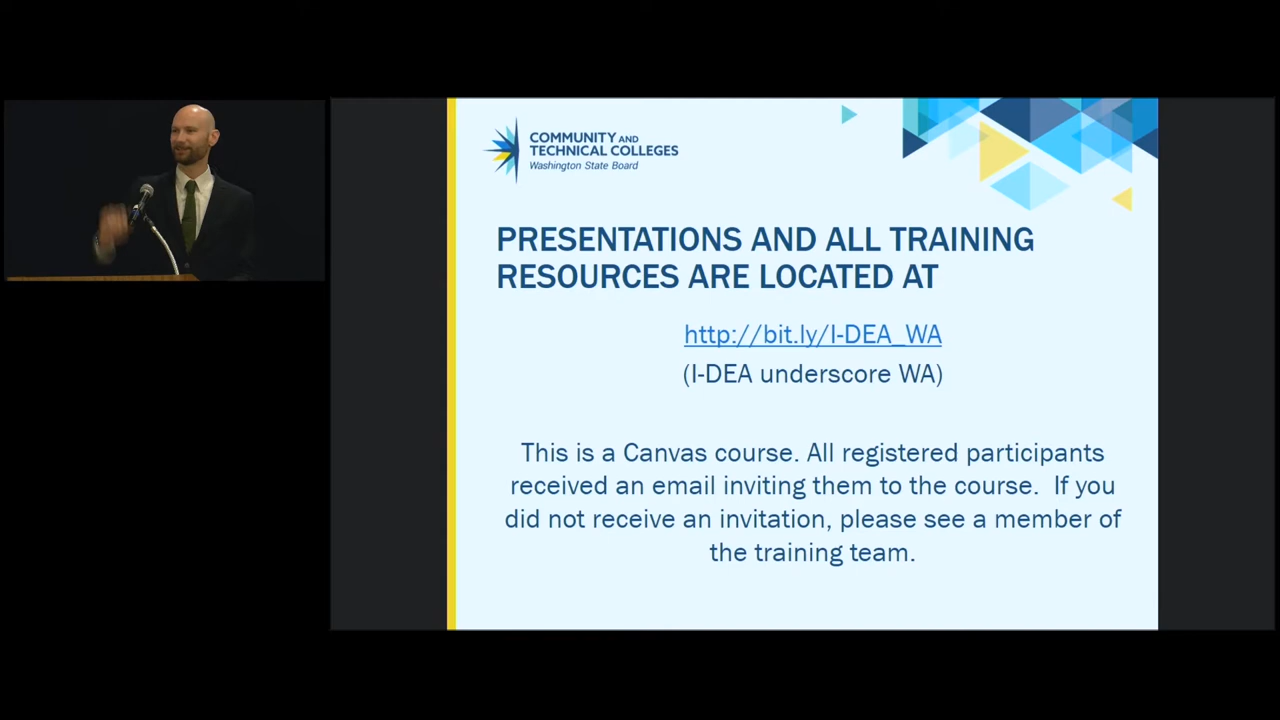 COMMUNITY AND
TECHNICAL COLLEGES
Washington State Board
PRESENTATIONS AND ALL TRAINING
RESOURCES ARE LOCATED AT
http://bit.ly/I-DEA_WA
(I-DEA underscore WA)
This is a Canvas course. All registered participants
received an email inviting them to the course.  If you
did not receive an invitation, please see a member of
the training team.